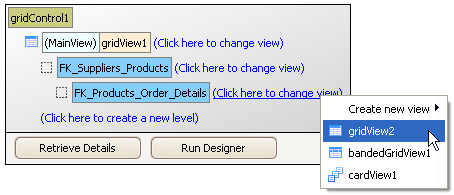 gridControl1
(MainView) gridView1 (Click here to change view)
FK_Suppliers_Products (Click here to change view)
FK_Products_Order_Details (Click here to change view)
(Click here to create a new level)
Retrieve Details Run Designer
Create new view
gridView2
bandedGridView1
cardView1